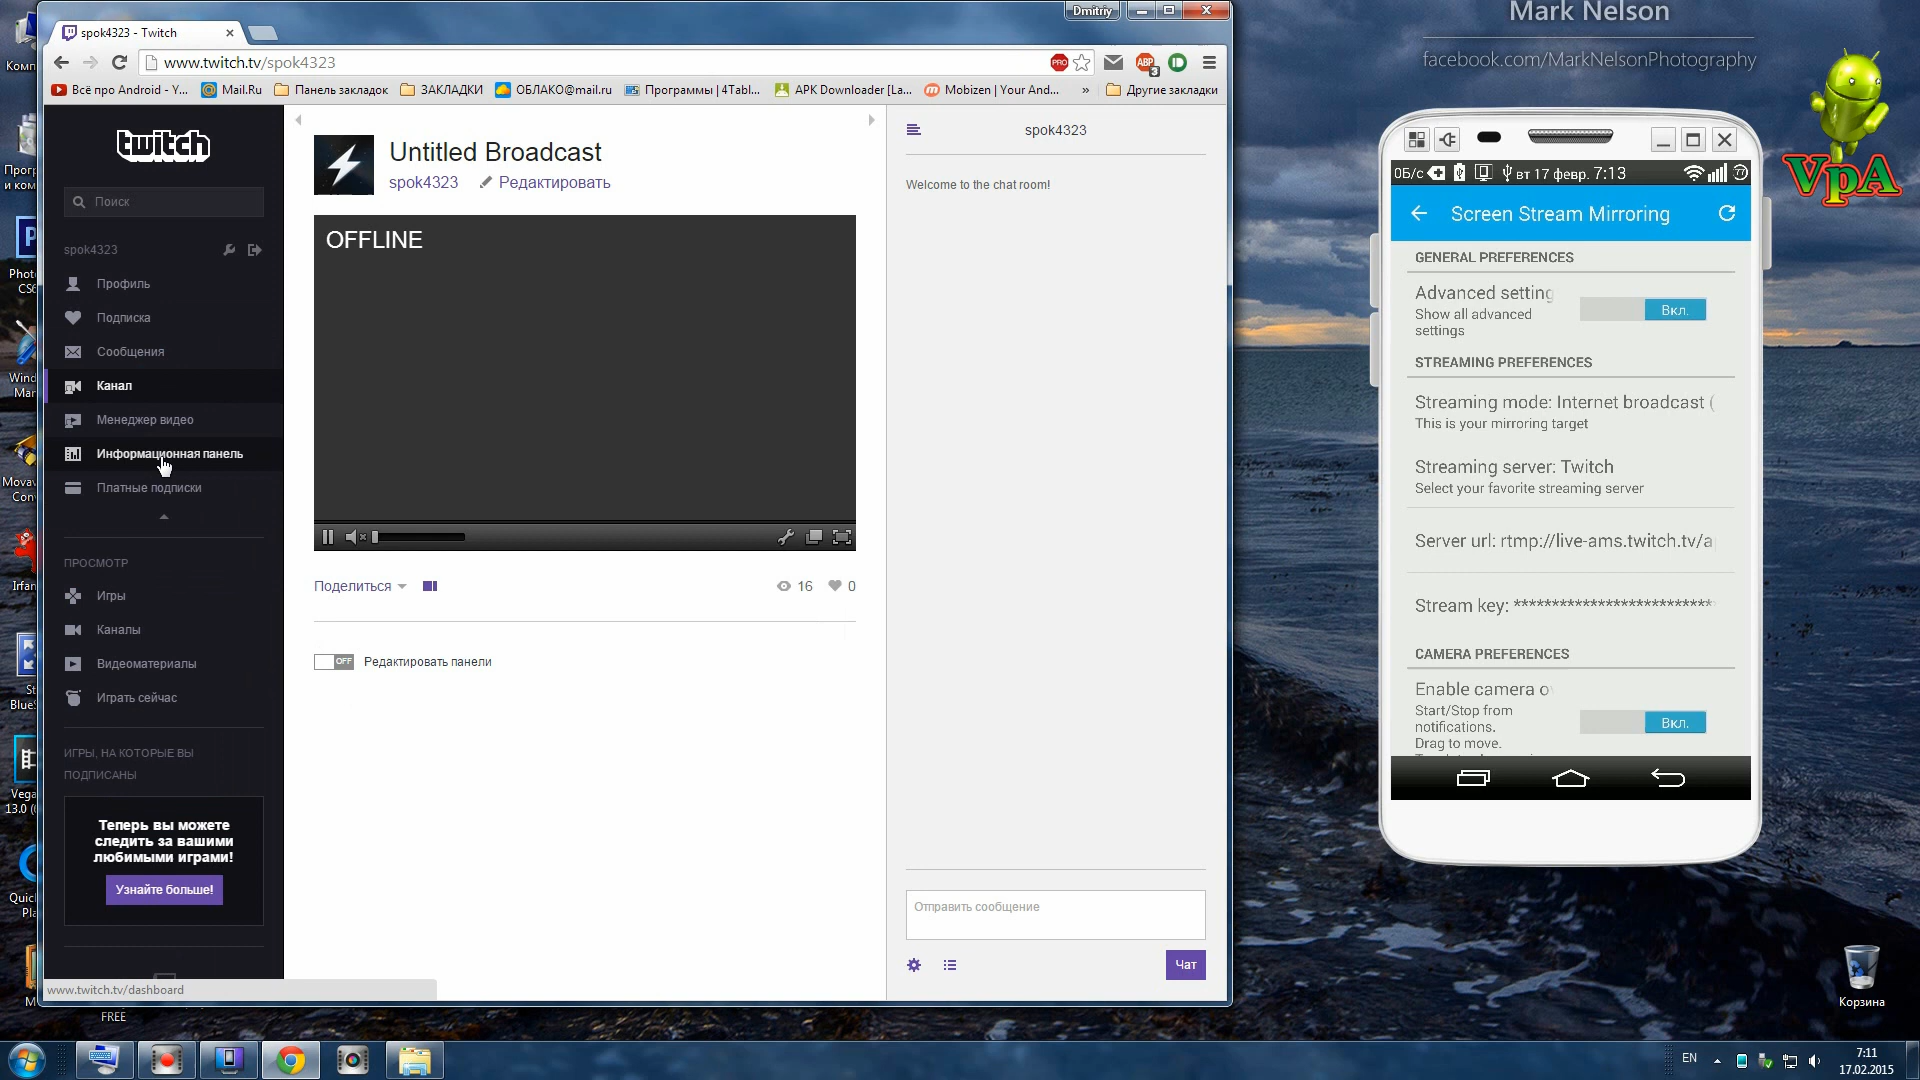 Mark Nelson
facebook.com/MarkNelsonPhotography
VpA
Dmitriy
spok4323 - Twitch
www.twitch.tv/spok4323
PRO
ABP
3
Всё про Android - Y...
Mail.Ru
Панель закладок
ЗАКЛАДКИ
ОБЛАКО@mail.ru
Программы | 4Tabl...
APK Downloader [La...
Mobizen | Your And...
»
Другие закладки
twitch
Поиск
spok4323
Профиль
Подписка
Сообщения
Канал
Менеджер видео
Информационная панель
Платные подписки
ПРОСМОТР
Игры
Каналы
Видеоматериалы
Играть сейчас
ИГРЫ, НА КОТОРЫЕ ВЫ
ПОДПИСАНЫ
Теперь вы можете
следить за вашими
любимыми играми!
Узнайте больше!
www.twitch.tv/dashboard
Untitled Broadcast
spok4323
Редактировать
OFFLINE
Поделиться
16
0
OFF
Редактировать панели
spok4323
Welcome to the chat room!
Отправить сообщение
Чат
0Б/с
вт 17 февр. 7:13
77
Screen Stream Mirroring
GENERAL PREFERENCES
Advanced setting
Show all advanced
settings
Вкл.
STREAMING PREFERENCES
Streaming mode: Internet broadcast (
This is your mirroring target
Streaming server: Twitch
Select your favorite streaming server
Server url: rtmp://live-ams.twitch.tv/a
Stream key: ***************************
CAMERA PREFERENCES
Enable camera o
Start/Stop from
notifications.
Drag to move.
Вкл.
Корзина
FREE
EN
7:11
17.02.2015